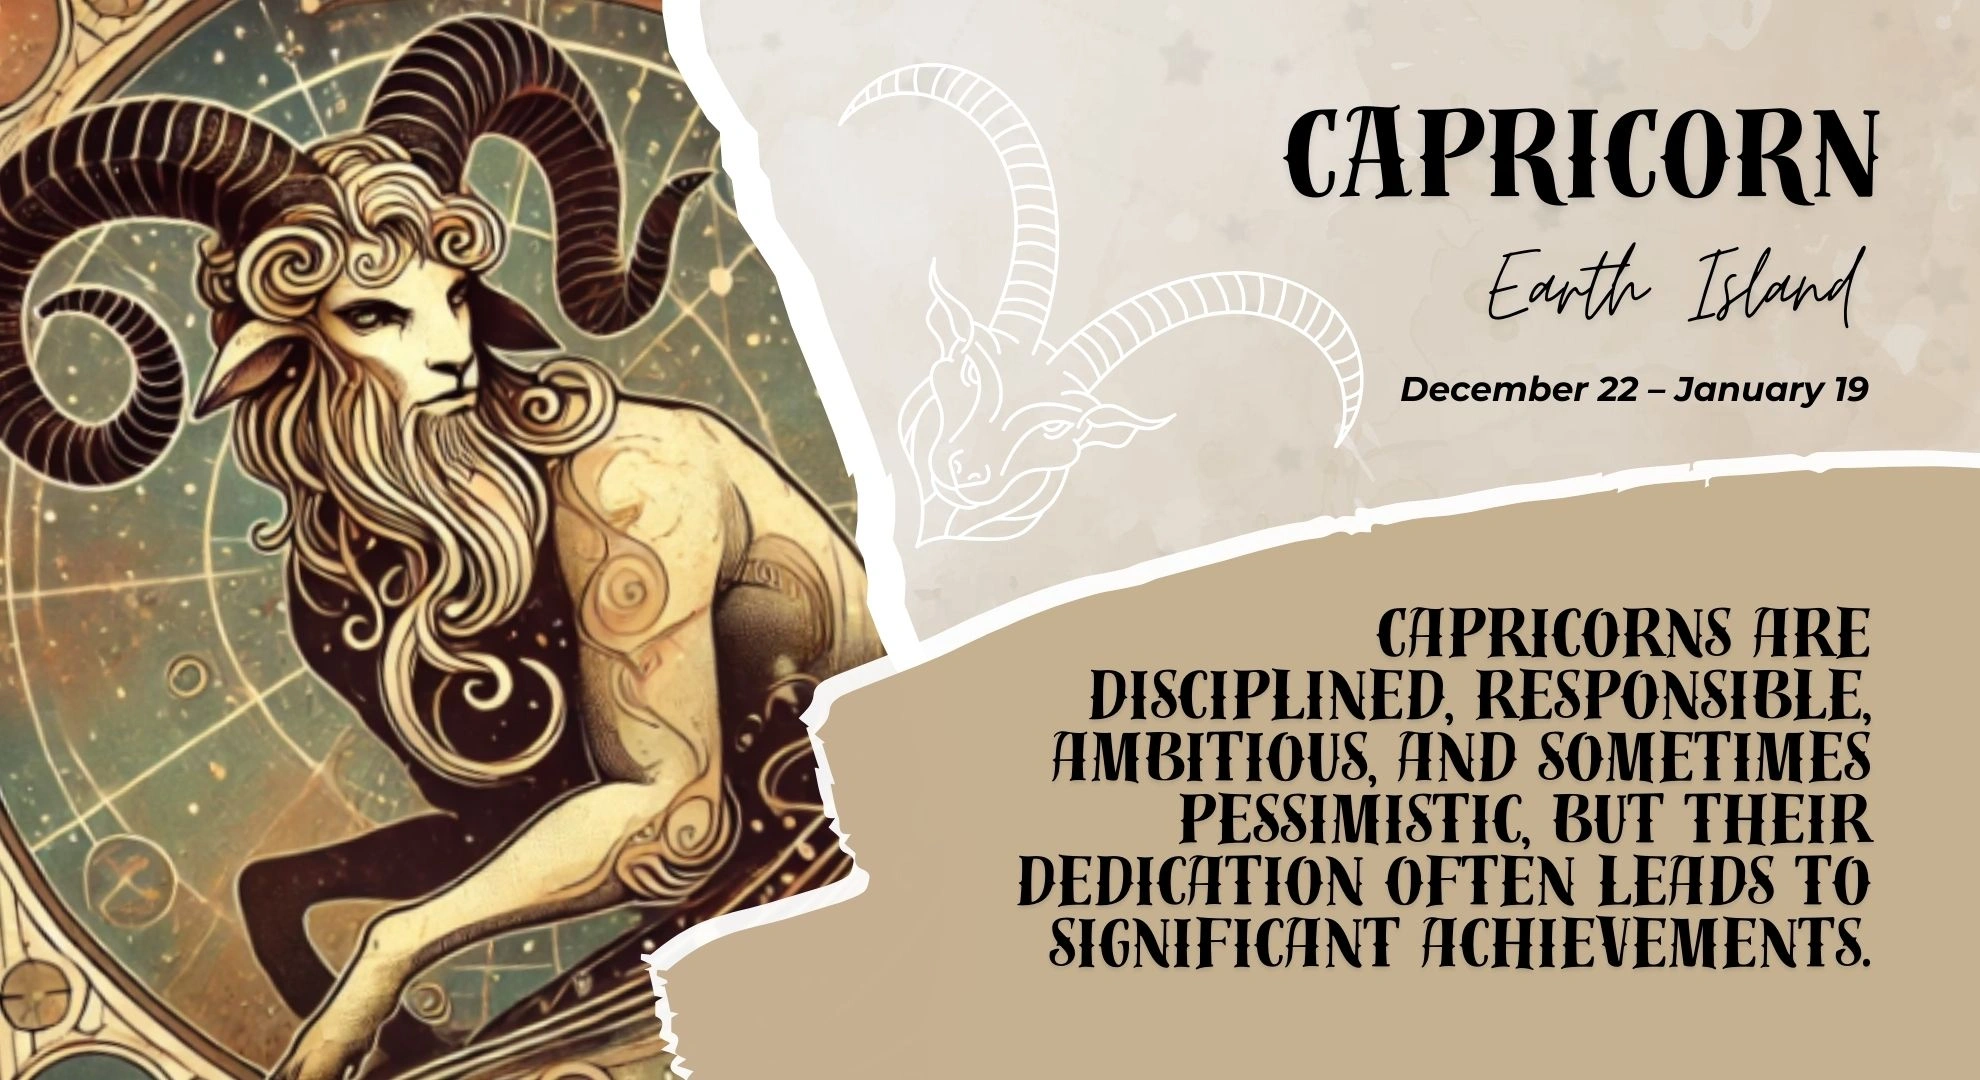 CAPRICORN
Earth Island
December 22 – January 19
CAPRICORNS ARE
DISCIPLINED, RESPONSIBLE,
AMBITIOUS, AND SOMETIMES
PESSIMISTIC, BUT THEIR
DEDICATION OFTEN LEADS TO
SIGNIFICANT ACHIEVEMENTS.